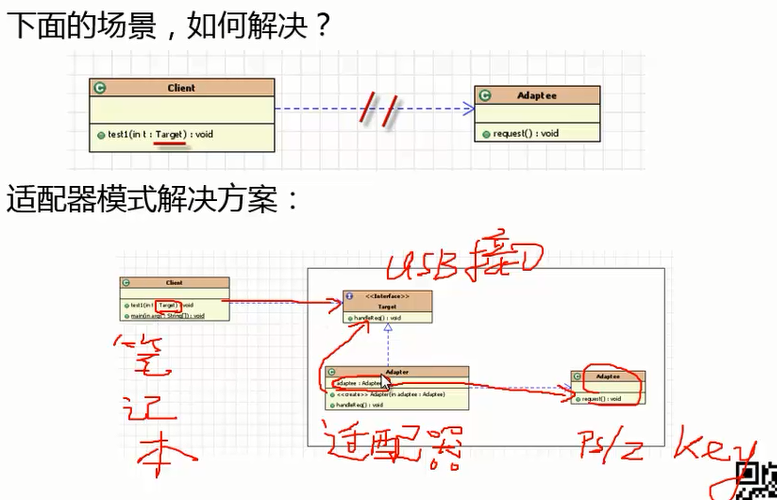 下面的场景，如何解决？
Client
test1(in t : Target) : void
Adaptee
request() : void
适配器模式解决方案：
USB接口
Client
test1(in t : Target) : void
main(in args : String[]) : void
<<Interface>>
Target
handleReq() : void
Adapter
adaptee : Adaptee
<<create>> Adapter(in adaptee : Adaptee)
handleReq() : void
Adaptee
request() : void
笔
记
本
适配器
PS/2 Key